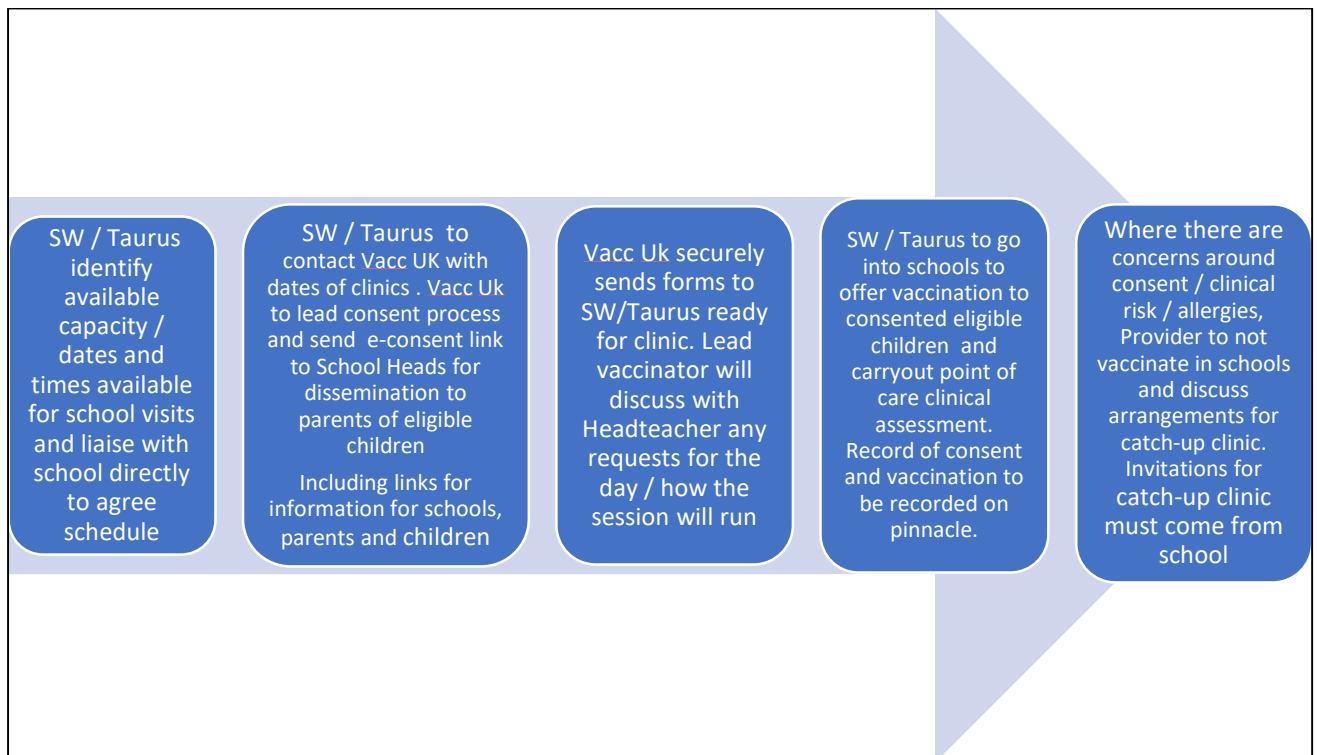 SW / Taurus
identify
available
capacity /
dates and
times available
for school visits
and liaise with
school directly
to agree
schedule
SW / Taurus  to
contact Vacc UK with
dates of clinics . Vacc Uk
to lead consent process
and send  e-consent link
to School Heads for
dissemination to
parents of eligible
children
Including links for
information for schools,
parents and children
Vacc Uk securely
sends forms to
SW/Taurus ready
for clinic. Lead
vaccinator will
discuss with
Headteacher any
requests for the
day / how the
session will run
SW / Taurus to go
into schools to
offer vaccination to
consented eligible
children  and
carryout point of
care clinical
assessment.
Record of consent
and vaccination to
be recorded on
pinnacle.
Where there are
concerns around
consent / clinical
risk / allergies,
Provider to not
vaccinate in schools
and discuss
arrangements for
catch-up clinic.
Invitations for
catch-up clinic
must come from
school